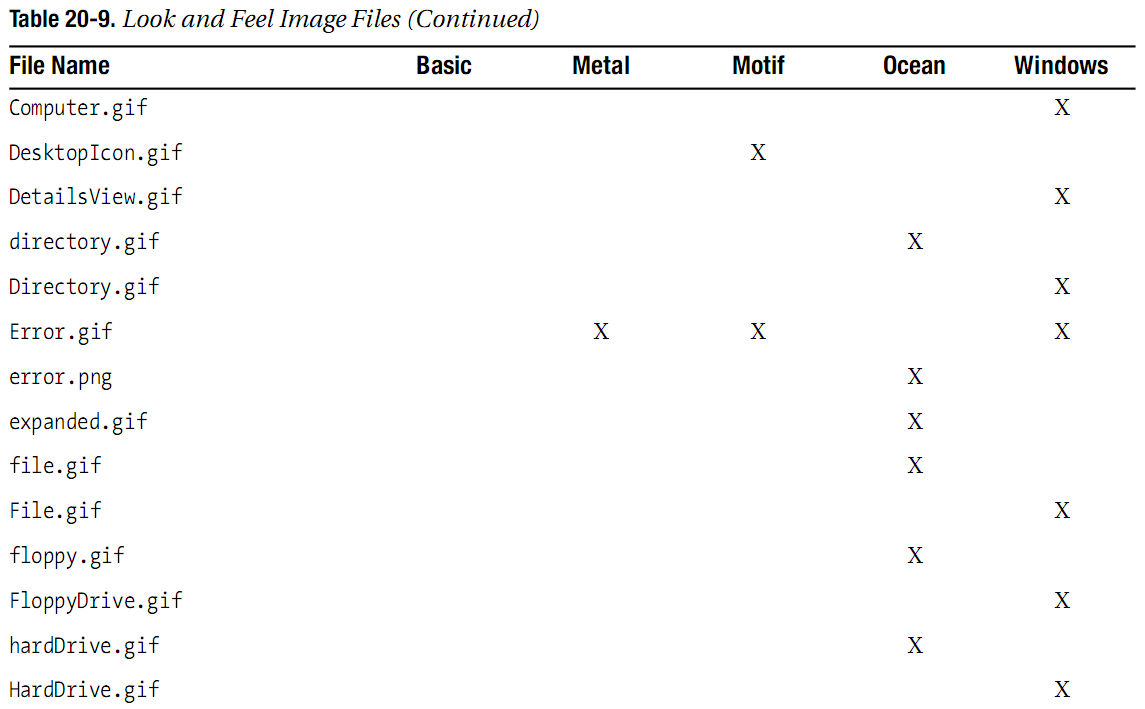 Table 20-9. Look and Feel Image Files (Continued)
File Name Basic Metal Motif Ocean Windows
Computer.gif X
DesktopIcon.gif X
DetailsView.gif X
directory.gif X
Directory.gif X
Error.gif X X X
error.png X
expanded.gif X
file.gif X
File.gif X
floppy.gif X
FloppyDrive.gif X
hardDrive.gif X
HardDrive.gif X